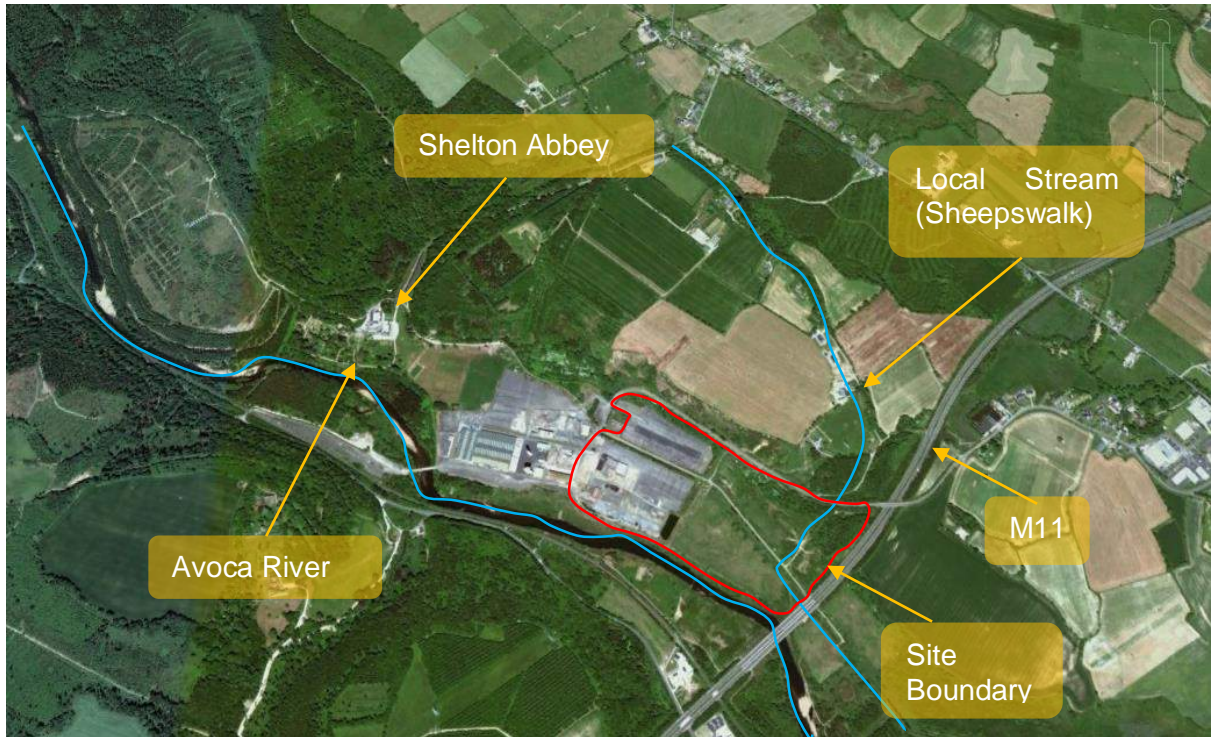 Shelton Abbey
Local Stream
(Sheepswalk)
M11
Avoca River
Site
Boundary